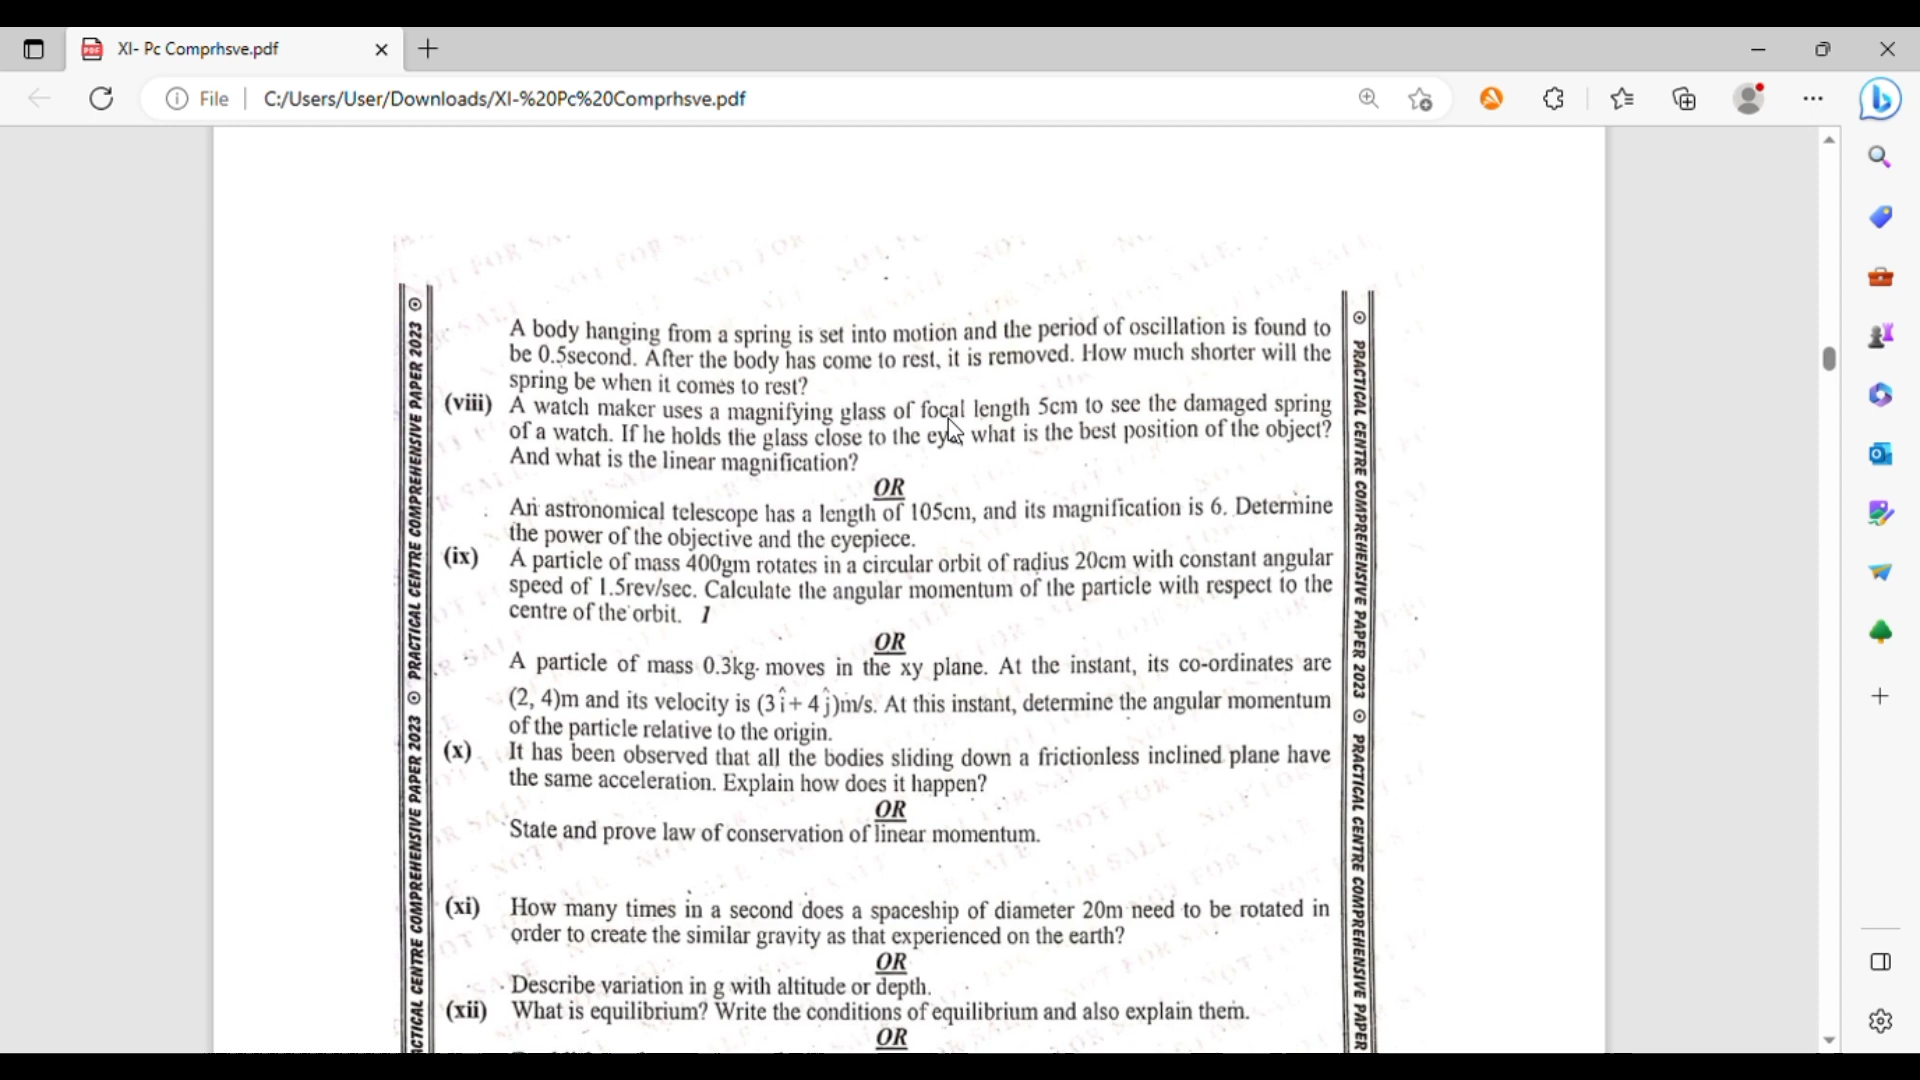 XI- Pc Comprhsve.pdf
File
C:/Users/User/Downloads/XI-%20Pc%20Comprhsve.pdf
A body hanging from a spring is set into motion and the period of oscillation is found to
be 0.5second. After the body has come to rest, it is removed. How much shorter will the
spring be when it comes to rest?
(viii) A watch maker uses a magnifying glass of focal length 5cm to see the damaged spring
of a watch. If he holds the glass close to the eye, what is the best position of the object?
And what is the linear magnification?
OR
An astronomical telescope has a length of 105cm, and its magnification is 6. Determine
the power of the objective and the eyepiece.
(ix) A particle of mass 400gm rotates in a circular orbit of radius 20cm with constant angular
speed of 1.5rev/sec. Calculate the angular momentum of the particle with respect to the
centre of the orbit. 1
OR
A particle of mass 0.3kg moves in the xy plane. At the instant, its co-ordinates are
(2, 4)m and its velocity is (3î+ 4ĵ)m/s. At this instant, determine the angular momentum
of the particle relative to the origin.
(x) It has been observed that all the bodies sliding down a frictionless inclined plane have
the same acceleration. Explain how does it happen?
OR
State and prove law of conservation of linear momentum.
(xi) How many times in a second does a spaceship of diameter 20m need to be rotated in
order to create the similar gravity as that experienced on the earth?
OR
Describe variation in g with altitude or depth.
(xii) What is equilibrium? Write the conditions of equilibrium and also explain them.
OR
PRACTICAL CENTRE COMPREHENSIVE PAPER 2023
PRACTICAL CENTRE COMPREHENSIVE PAPER 2023
PRACTICAL CENTRE COMPREHENSIVE PAPER 2023
PRACTICAL CENTRE COMPREHENSIVE PAPER
NOT FOR SALE